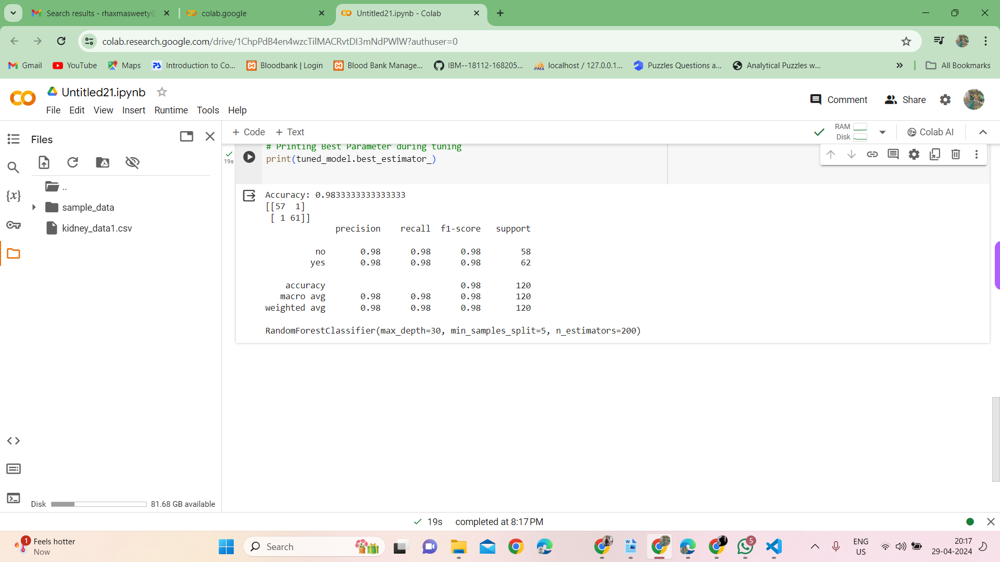 Search results - rhaxmasweety@
colab.google
Untitled21.ipynb - Colab
colab.research.google.com/drive/1ChpPdB4en4wzcTilMACRvtDI3mNdPWlW?authuser=0
Gmail
YouTube
Maps
Introduction to Co...
Bloodbank | Login
Blood Bank Manage...
IBM--18112-168205...
localhost / 127.0.0.1...
Puzzles Questions a...
Analytical Puzzles w...
All Bookmarks
Untitled21.ipynb
File Edit View Insert Runtime Tools Help
Comment
Share
Files
+ Code + Text
RAM
Disk
Colab AI
19s
# Printing Best Parameter during tuning
print(tuned_model.best_estimator_)
..
sample_data
kidney_data1.csv
Accuracy: 0.9833333333333333
[[57  1]
 [ 1 61]]
precision recall f1-score support
no 0.98 0.98 0.98 58
yes 0.98 0.98 0.98 62
accuracy 0.98 120
macro avg 0.98 0.98 0.98 120
weighted avg 0.98 0.98 0.98 120
RandomForestClassifier(max_depth=30, min_samples_split=5, n_estimators=200)
Disk 81.68 GB available
19s completed at 8:17 PM
1
Feels hotter
Now
Search
5
ENG
US
20:17
29-04-2024